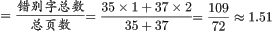 = 错别字总数/总页数 = (35 × 1 + 37 × 2)/(35 + 37) = 109/72 ≈ 1.51